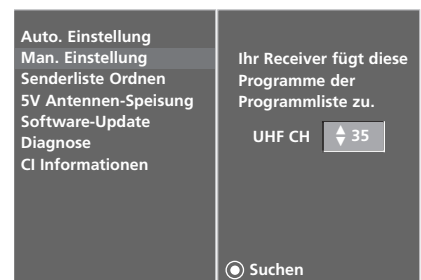 Auto. Einstellung
Man. Einstellung
Senderliste Ordnen
5V Antennen-Speisung
Software-Update
Diagnose
CI Informationen
Ihr Receiver fügt diese
Programme der
Programmliste zu.
UHF CH 35
Suchen